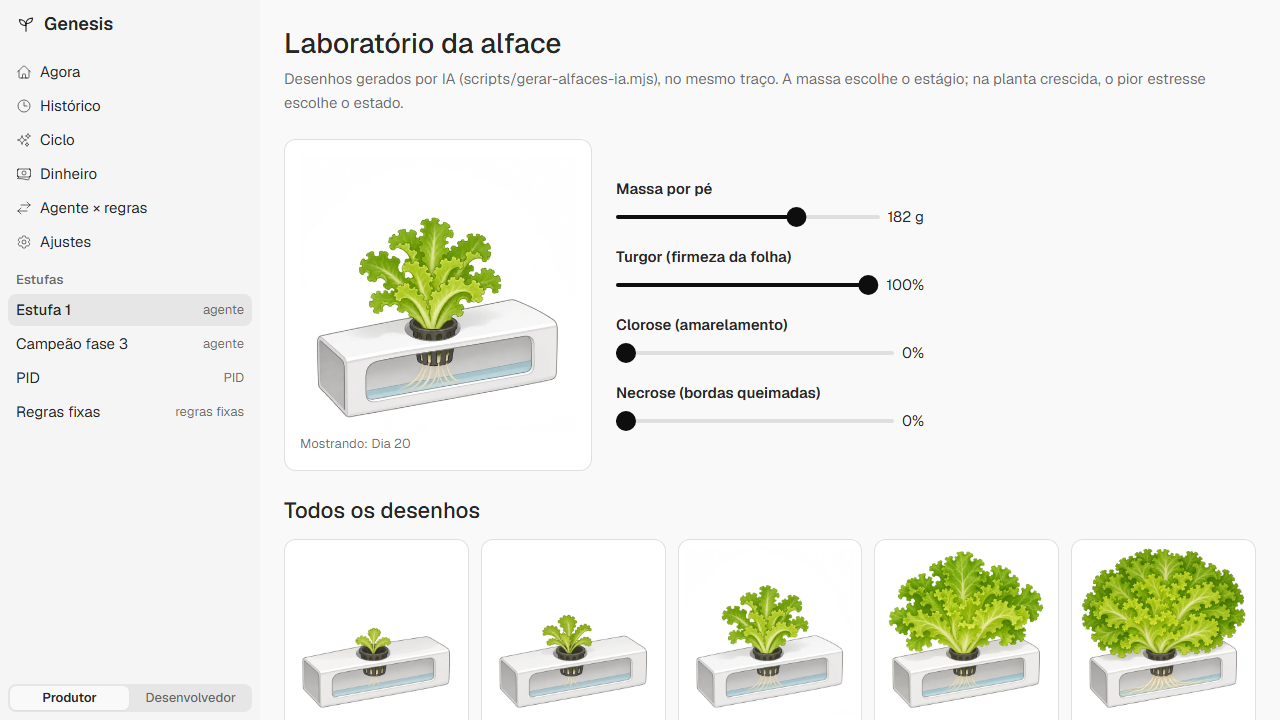 Genesis
Agora
Histórico
Ciclo
Dinheiro
Agente × regras
Ajustes
Estufas
Estufa 1 agente
Campeão fase 3 agente
PID PID
Regras fixas regras fixas
Produtor Desenvolvedor
Laboratório da alface
Desenhos gerados por IA (scripts/gerar-alfaces-ia.mjs), no mesmo traço. A massa escolhe o estágio; na planta crescida, o pior estresse
escolhe o estado.
Mostrando: Dia 20
Massa por pé
182 g
Turgor (firmeza da folha)
100%
Clorose (amarelamento)
0%
Necrose (bordas queimadas)
0%
Todos os desenhos